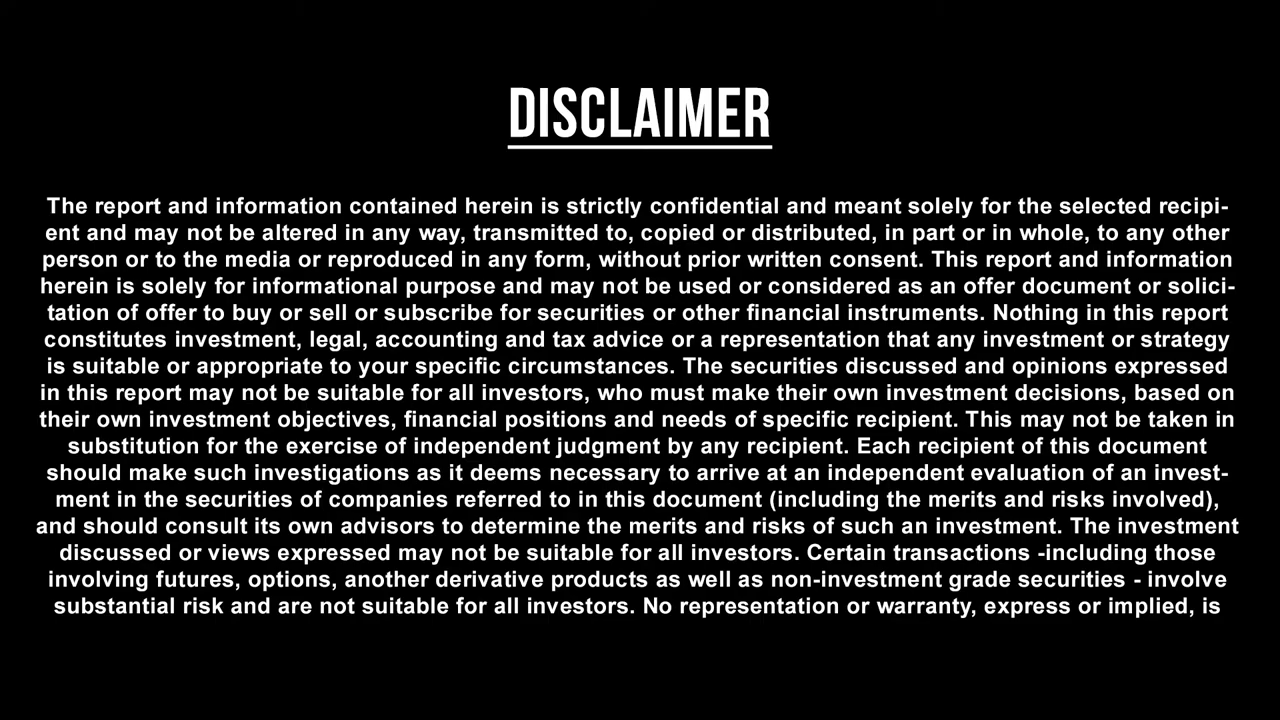 DISCLAIMER
The report and information contained herein is strictly confidential and meant solely for the selected recipi-
ent and may not be altered in any way, transmitted to, copied or distributed, in part or in whole, to any other
person or to the media or reproduced in any form, without prior written consent. This report and information
herein is solely for informational purpose and may not be used or considered as an offer document or solici-
tation of offer to buy or sell or subscribe for securities or other financial instruments. Nothing in this report
constitutes investment, legal, accounting and tax advice or a representation that any investment or strategy
is suitable or appropriate to your specific circumstances. The securities discussed and opinions expressed
in this report may not be suitable for all investors, who must make their own investment decisions, based on
their own investment objectives, financial positions and needs of specific recipient. This may not be taken in
substitution for the exercise of independent judgment by any recipient. Each recipient of this document
should make such investigations as it deems necessary to arrive at an independent evaluation of an invest-
ment in the securities of companies referred to in this document (including the merits and risks involved),
and should consult its own advisors to determine the merits and risks of such an investment. The investment
discussed or views expressed may not be suitable for all investors. Certain transactions -including those
involving futures, options, another derivative products as well as non-investment grade securities - involve
substantial risk and are not suitable for all investors. No representation or warranty, express or implied, is